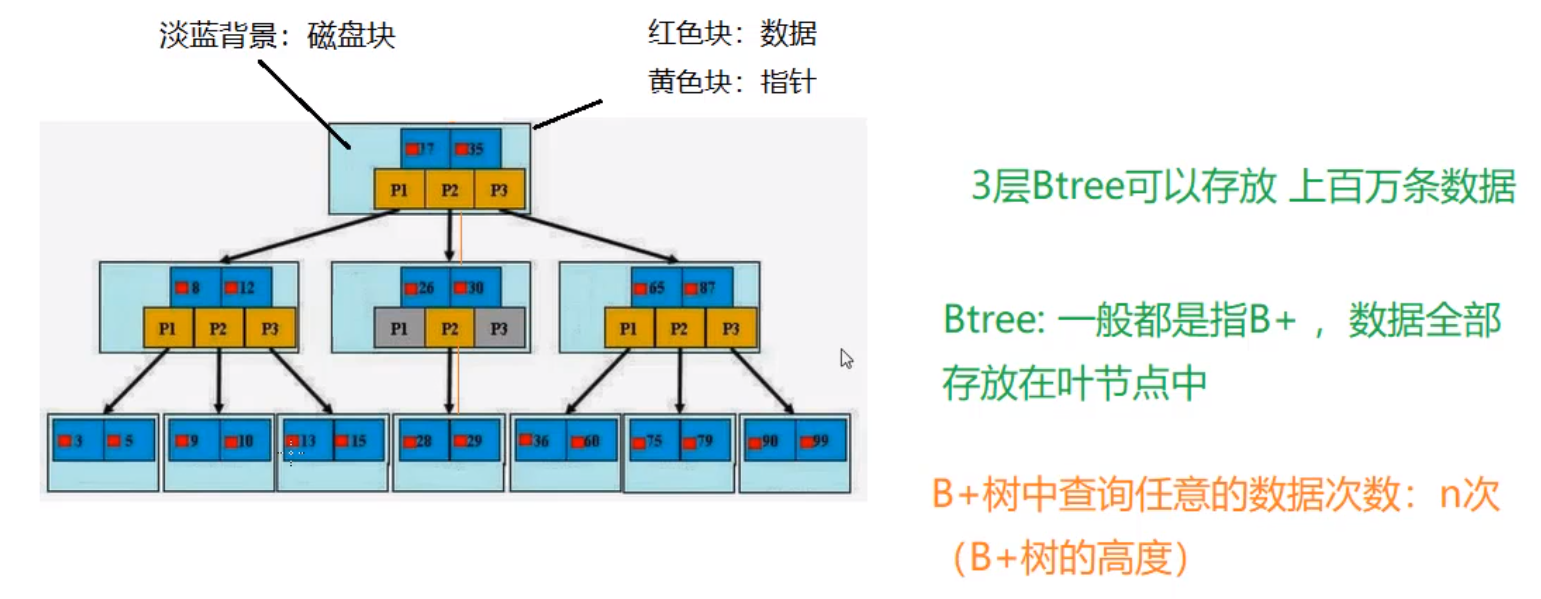 淡蓝背景：磁盘块
红色块：数据
黄色块：指针
17 35
P1 P2 P3
8 12
26 30
65 87
P1 P2 P3
P1 P2 P3
P1 P2 P3
3 5
9 10
13 15
28 29
36 60
75 79
90 99
3层Btree可以存放 上百万条数据
Btree: 一般都是指B+ ，数据全部
存放在叶节点中
B+树中查询任意的数据次数：n次
（B+树的高度）